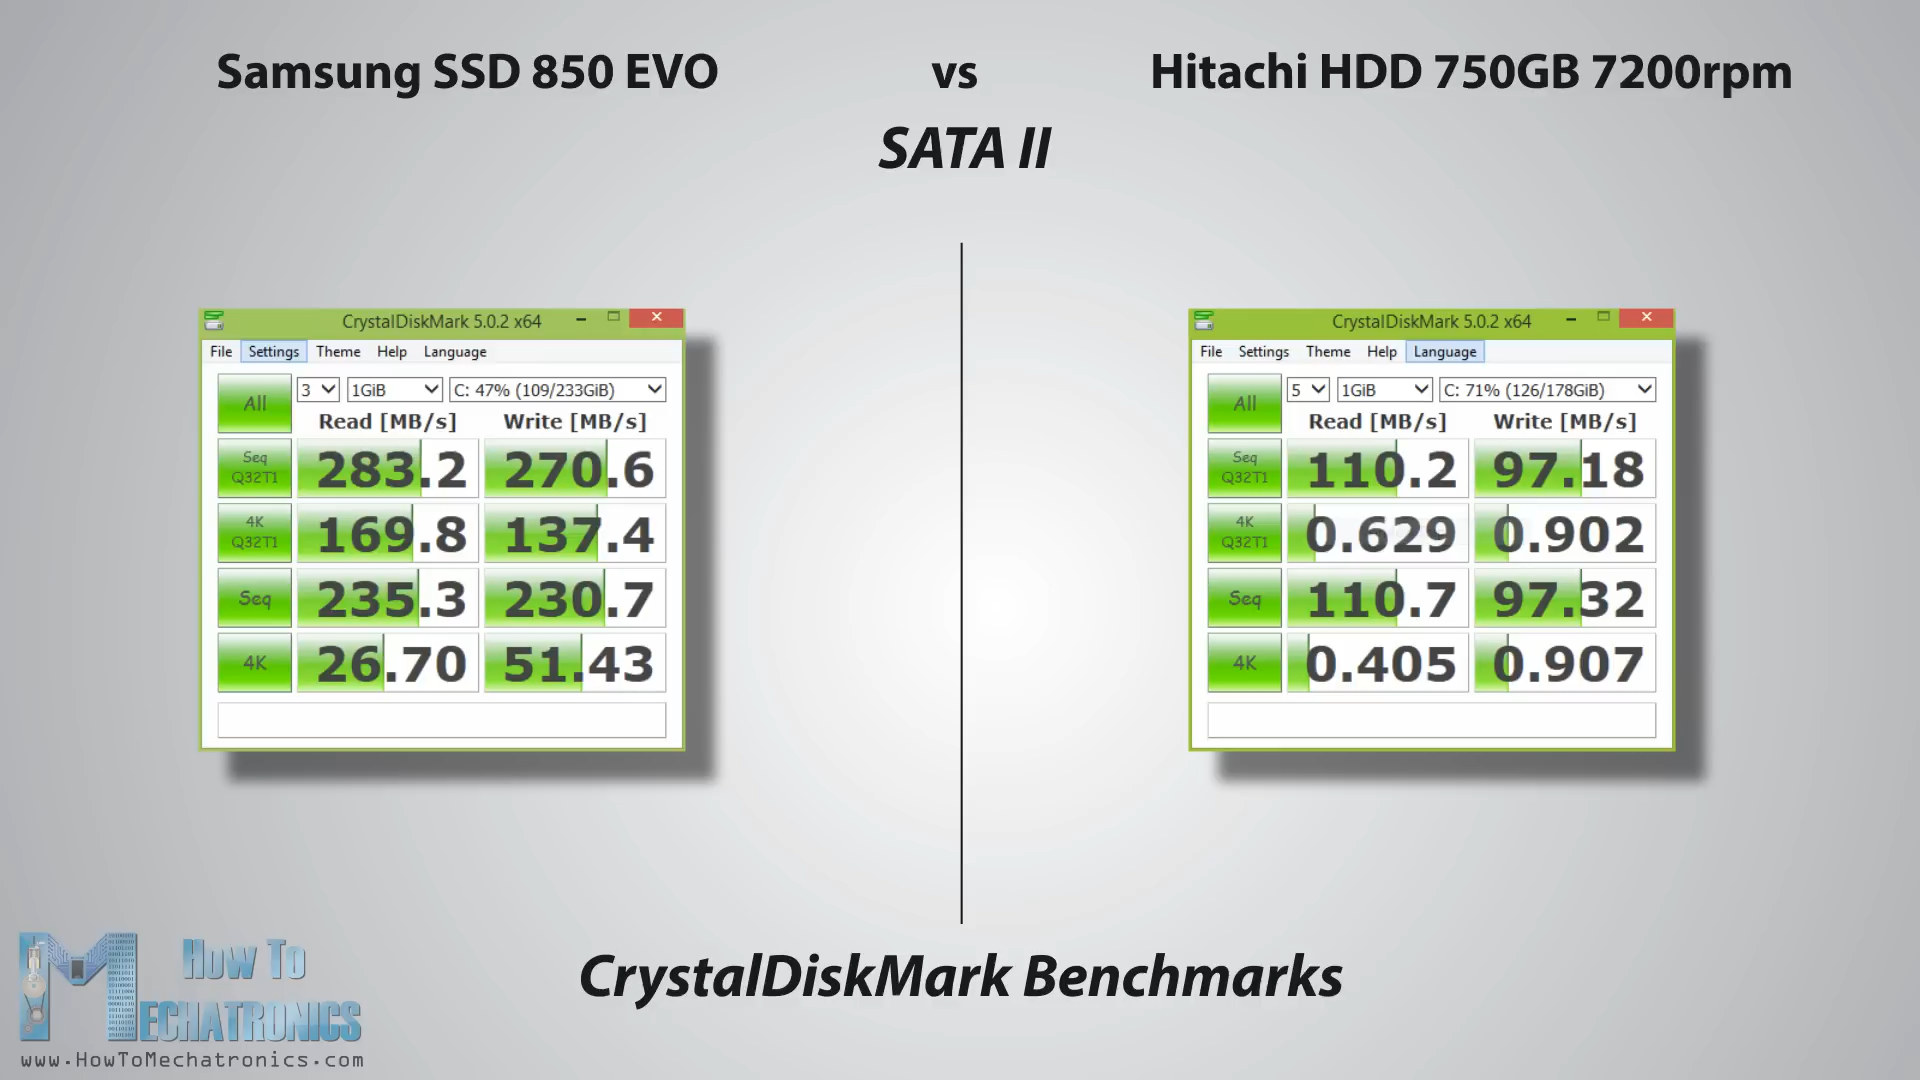 Samsung SSD 850 EVO vs Hitachi HDD 750GB 7200rpm
SATA II
CrystalDiskMark 5.0.2 x64
File Settings Theme Help Language
All 3 1GiB C: 47% (109/233GiB)
Read [MB/s] Write [MB/s]
Seq Q32T1 283.2 270.6
4K Q32T1 169.8 137.4
Seq 235.3 230.7
4K 26.70 51.43
CrystalDiskMark 5.0.2 x64
File Settings Theme Help Language
All 5 1GiB C: 71% (126/178GiB)
Read [MB/s] Write [MB/s]
Seq Q32T1 110.2 97.18
4K Q32T1 0.629 0.902
Seq 110.7 97.32
4K 0.405 0.907
CrystalDiskMark Benchmarks
How To
MECHATRONICS
www.HowToMechatronics.com